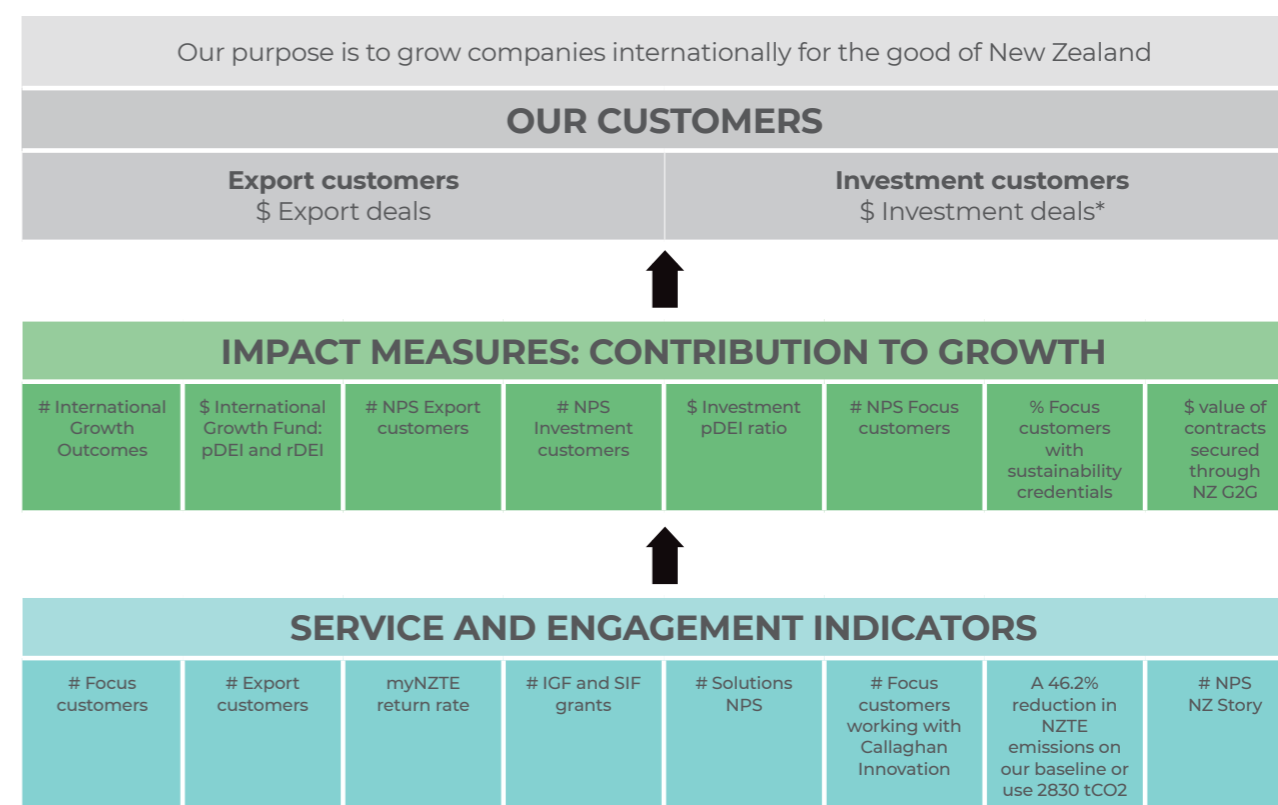 Our purpose is to grow companies internationally for the good of New Zealand
OUR CUSTOMERS
Export customers
$ Export deals
Investment customers
$ Investment deals*
IMPACT MEASURES: CONTRIBUTION TO GROWTH
# International
Growth
Outcomes
$ International
Growth Fund:
pDEI and rDEI
# NPS Export
customers
# NPS
Investment
customers
$ Investment
pDEI ratio
# NPS Focus
customers
% Focus
customers
with
sustainability
credentials
$ value of
contracts
secured
through
NZ G2G
SERVICE AND ENGAGEMENT INDICATORS
# Focus
customers
# Export
customers
myNZTE
return rate
# IGF and SIF
grants
# Solutions
NPS
# Focus
customers
working with
Callaghan
Innovation
A 46.2%
reduction in
NZTE
emissions on
our baseline or
use 2830 tCO2
# NPS
NZ Story